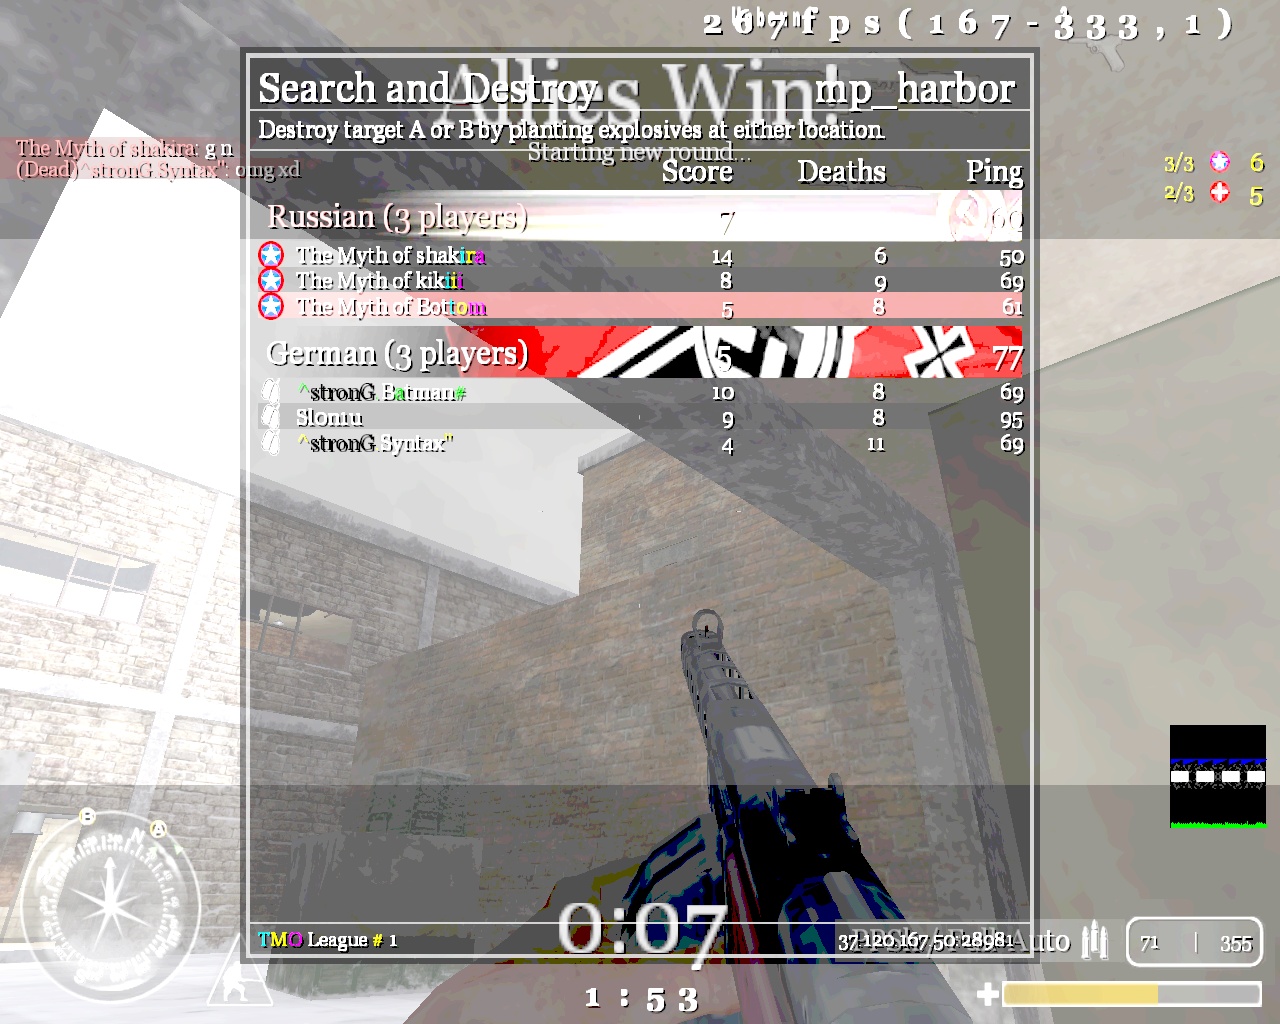 267fps(167-333,1)
Allies Win!
Search and Destroy mp_harbor
Destroy target A or B by planting explosives at either location.
The Myth of shakira: g n
Starting new round...
(Dead)^stronG.Syntax": omg xd
3/3 6
2/3 5
Score Deaths Ping
Russian (3 players) 7 60
The Myth of shakira 14 6 50
The Myth of kikiii 8 9 69
The Myth of Bottom 5 8 61
German (3 players) 5 77
^stronG.Batman# 10 8 69
Slomu 9 8 95
^stronG.Syntax" 4 11 69
B A
N
0:07
TMO League # 1 37.120.167.50:28981
Auto
71 | 355
1:53